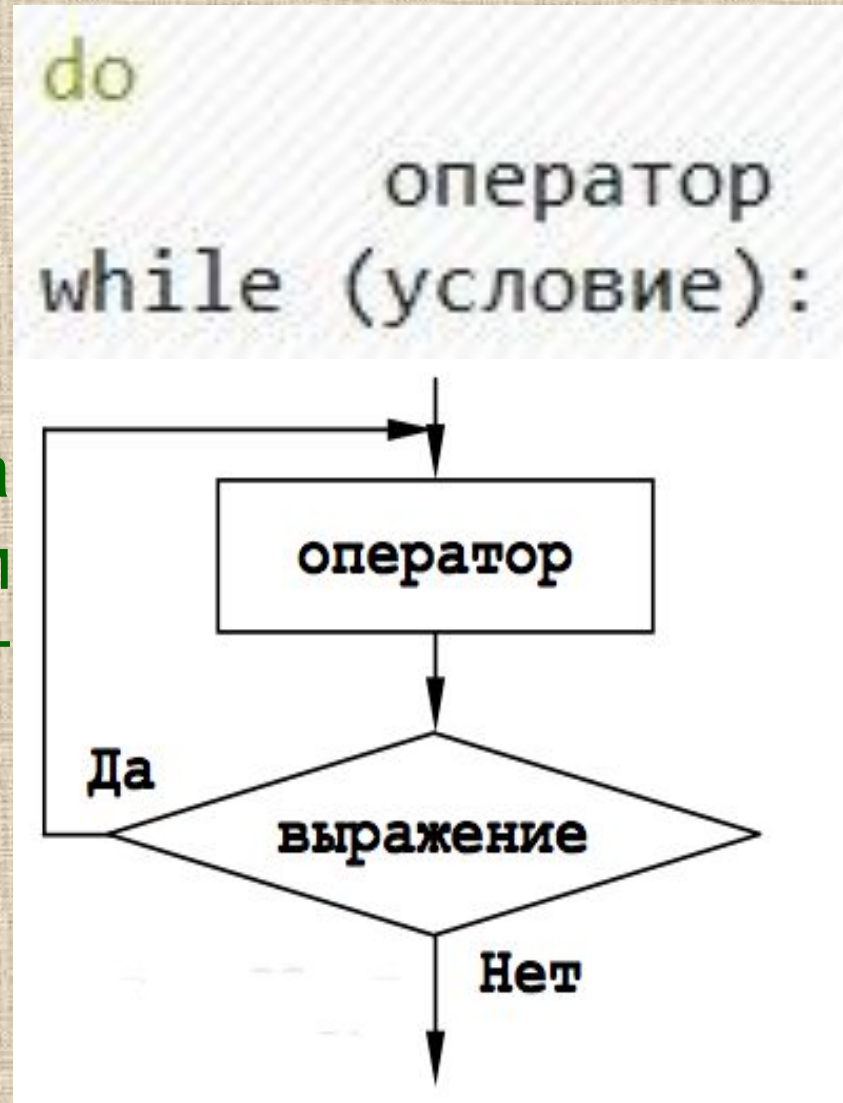 do
оператор
while (условие):
оператор
Да
выражение
Нет